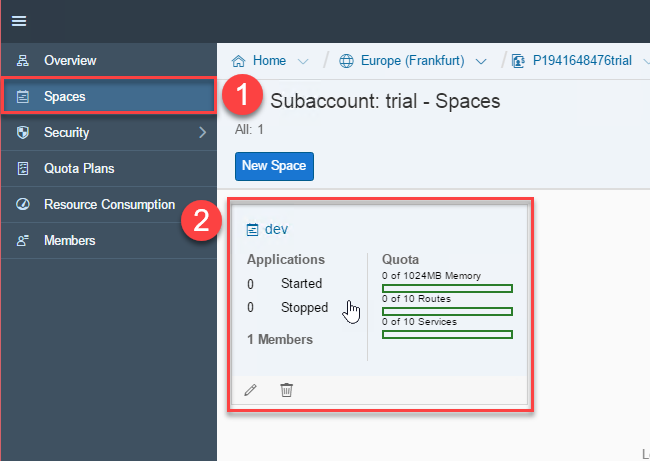 Home Europe (Frankfurt) P1941648476trial
Overview
Spaces
Security
Quota Plans
Resource Consumption
Members
1
2
Subaccount: trial - Spaces
All: 1
New Space
dev
Applications
0 Started
0 Stopped
1 Members
Quota
0 of 1024MB Memory
0 of 10 Routes
0 of 10 Services